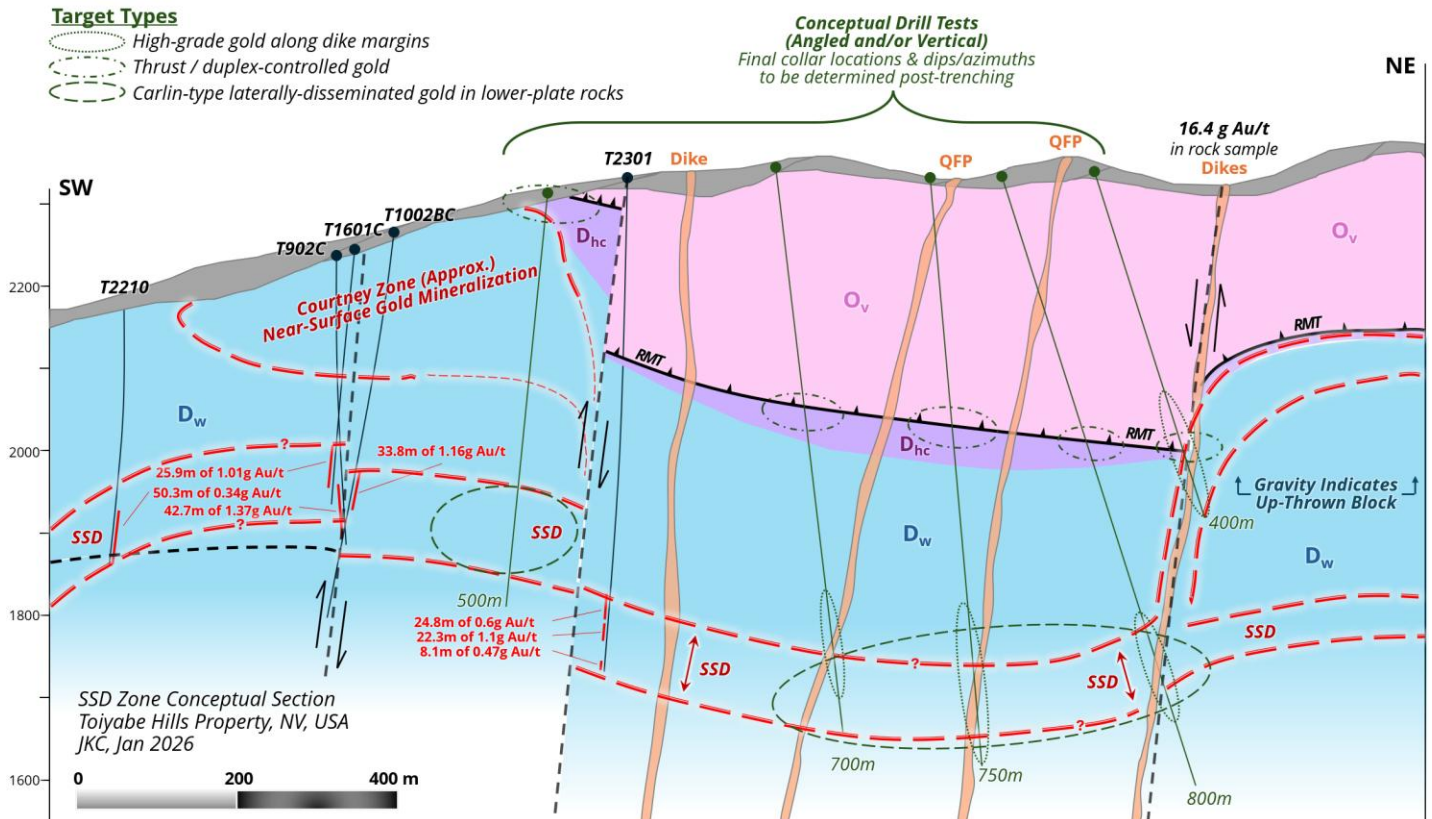 Target Types
High-grade gold along dike margins
Thrust / duplex-controlled gold
Carlin-type laterally-disseminated gold in lower-plate rocks
Conceptual Drill Tests
(Angled and/or Vertical)
Final collar locations & dips/azimuths
to be determined post-trenching
NE
SW
16.4 g Au/t
in rock sample
Dikes
T2301
Dike
QFP
QFP
T1002BC
T1601C
T902C
T2210
2200
2000
1800
1600
Courtney Zone (Approx.)
Near-Surface Gold Mineralization
Dhc
Ov
Ov
RMT
RMT
RMT
Dw
Dhc
Dw
Dw
?
?
25.9m of 1.01g Au/t
50.3m of 0.34g Au/t
42.7m of 1.37g Au/t
33.8m of 1.16g Au/t
SSD
SSD
Gravity Indicates
Up-Thrown Block
400m
500m
24.8m of 0.6g Au/t
22.3m of 1.1g Au/t
8.1m of 0.47g Au/t
SSD
?
SSD
?
SSD
700m
750m
800m
SSD Zone Conceptual Section
Toiyabe Hills Property, NV, USA
JKC, Jan 2026
0 200 400 m